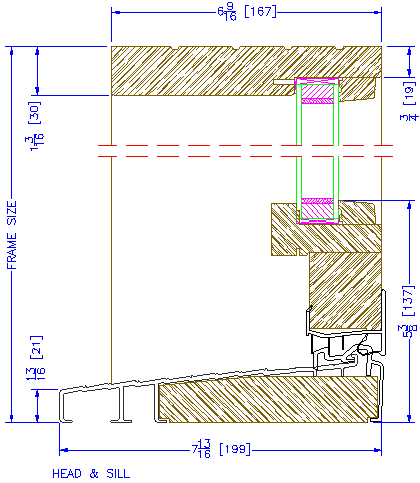 6 9/16 [167]
1 3/16 [30]
3/4 [19]
FRAME SIZE
5 3/8 [137]
13/16 [21]
7 13/16 [199]
HEAD & SILL